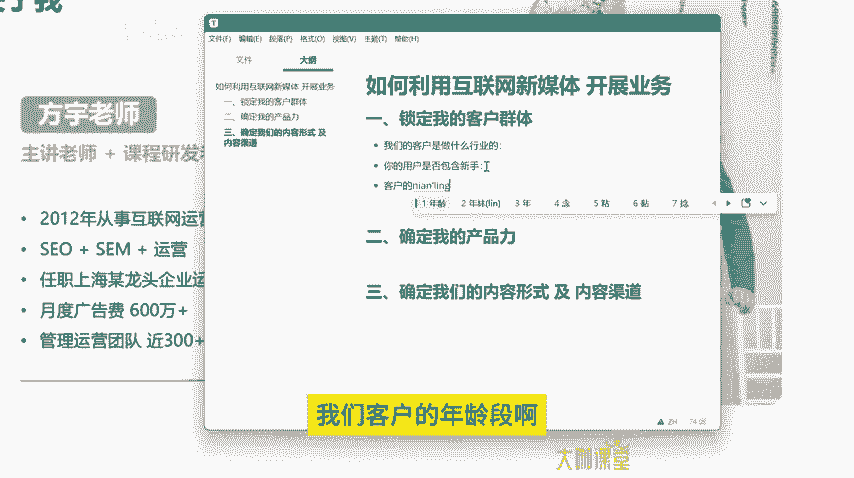 关于我
方宇老师
主讲老师 + 课程研发
• 2012年从事互联网运营
• SEO + SEM + 运营
• 任职上海某龙头企业运
• 月度广告费 600万+
• 管理运营团队 近300+
文件(F) 编辑(E) 段落(P) 格式(O) 视图(V) 主题(T) 帮助(H)
文件 大纲
如何利用互联网新媒体 开展业务
一、锁定我的客户群体
二、确定我的产品力
三、确定我们的内容形式 及
内容渠道
如何利用互联网新媒体 开展业务
一、锁定我的客户群体
• 我们的客户是做什么行业的:
• 你的用户是否包含新手:
• 客户的nian'ling
1 年龄 2 年妹(lin) 3 年 4 念 5 粘 6 黏 7 捻
二、确定我的产品力
三、确定我们的内容形式 及 内容渠道
我们客户的年龄段啊
ZH 74 词
大聊课堂